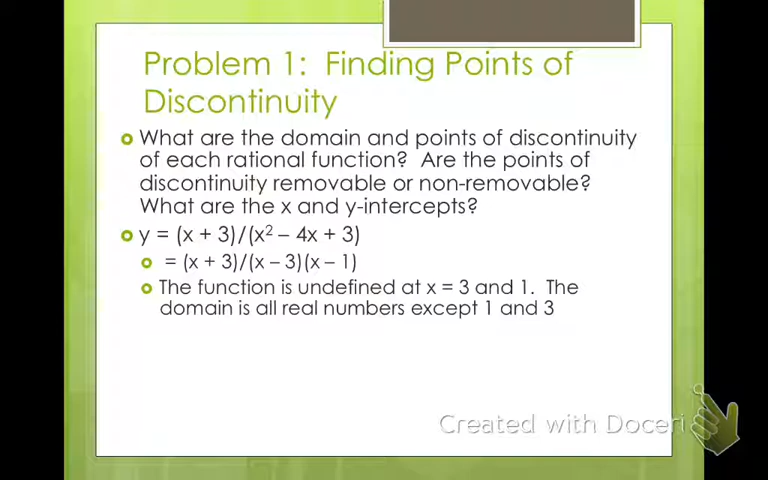 Problem 1:  Finding Points of
Discontinuity
What are the domain and points of discontinuity
of each rational function?  Are the points of
discontinuity removable or non-removable?
What are the x and y-intercepts?
y = (x + 3)/(x² – 4x + 3)
= (x + 3)/(x – 3)(x – 1)
The function is undefined at x = 3 and 1.  The
domain is all real numbers except 1 and 3
Created with Doceri